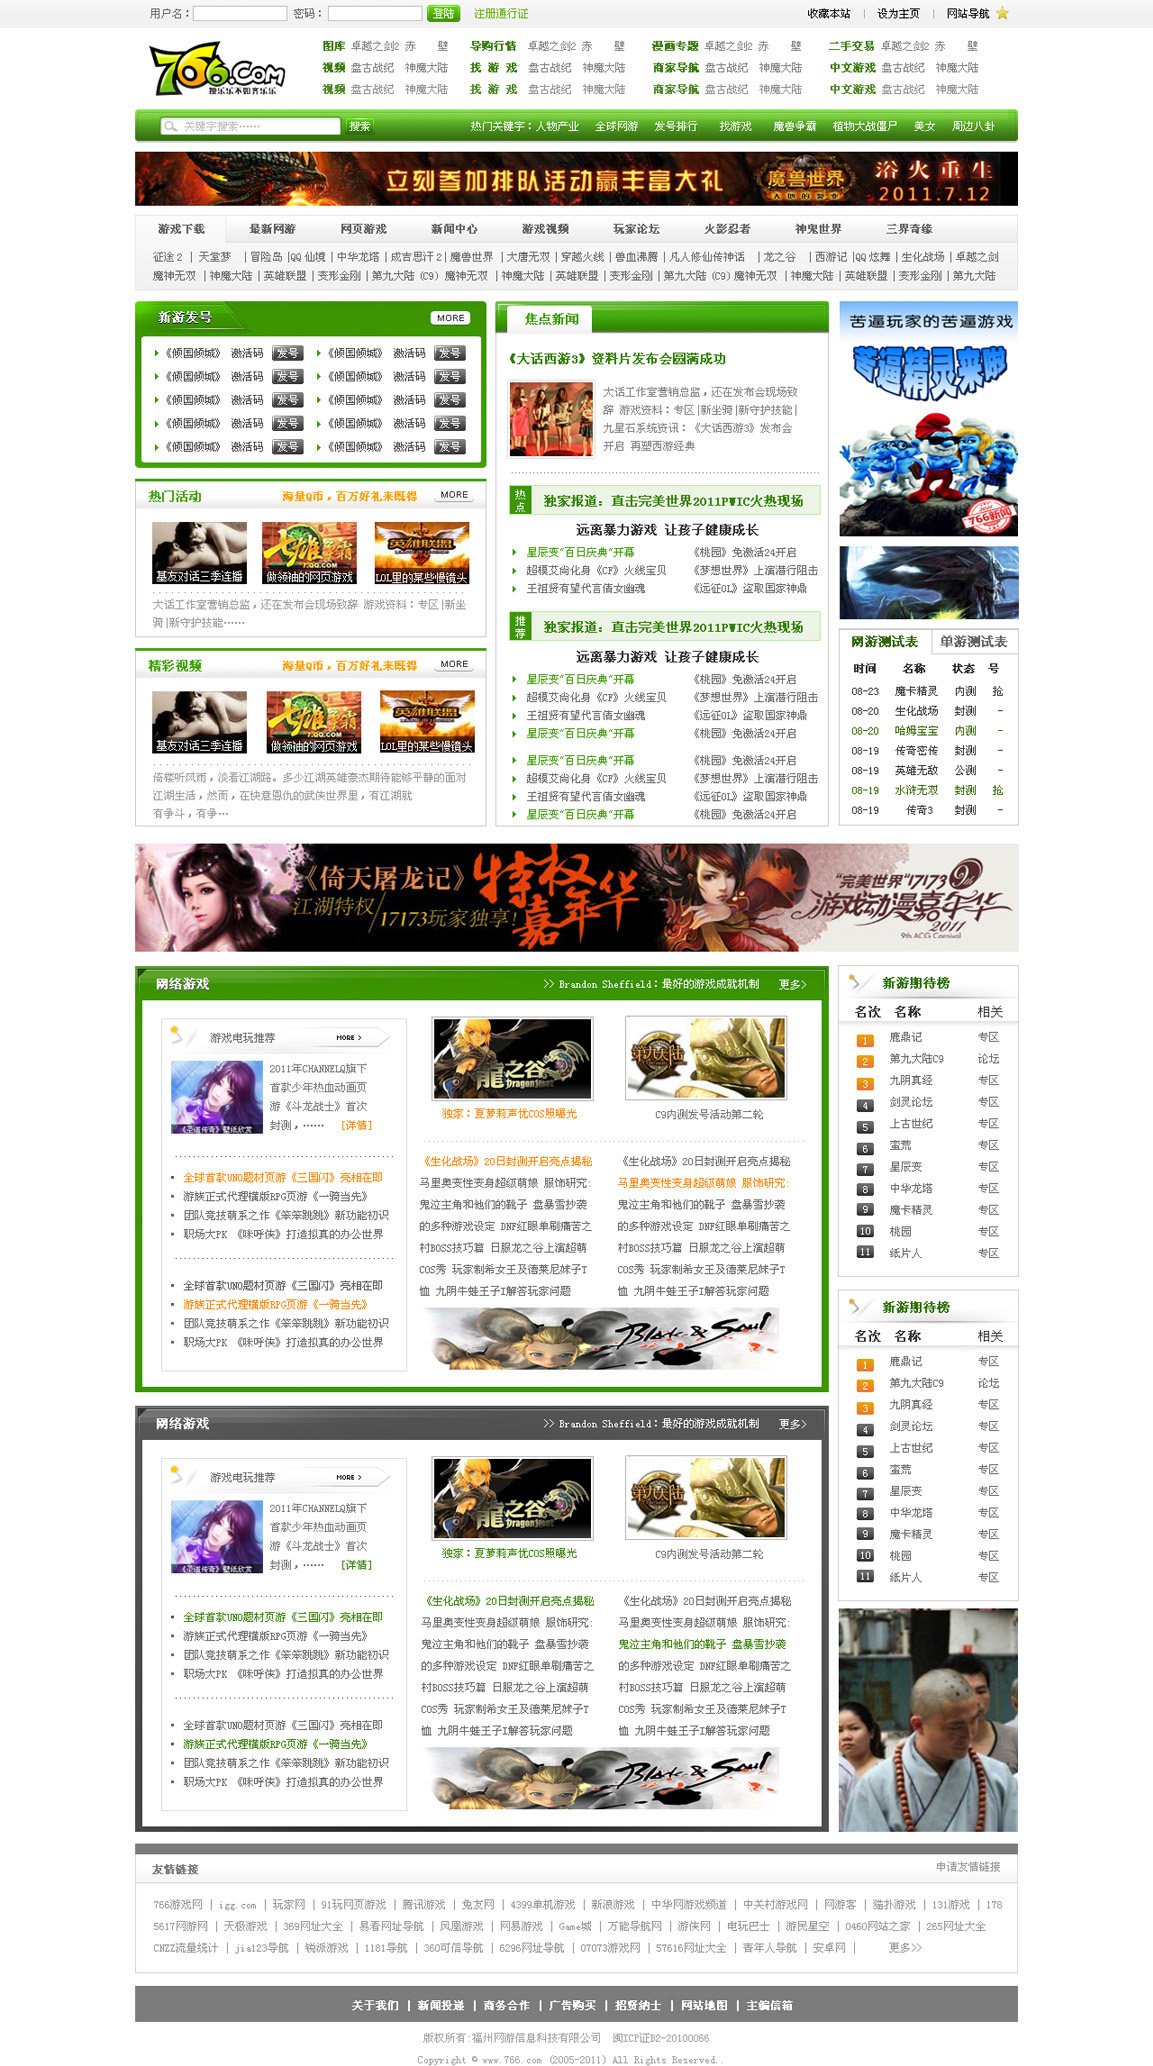 用户名： 密码： 登陆 注册通行证 收藏本站 | 设为主页 | 网站导航
766.com
娱乐乐不如齐乐乐
图库 卓越之剑2 赤 壁 导购行情 卓越之剑2 赤 壁 漫画专题 卓越之剑2 赤 壁 二手交易 卓越之剑2 赤 壁
视频 盘古战纪 神魔大陆 找 游 戏 盘古战纪 神魔大陆 商家导航 盘古战纪 神魔大陆 中文游戏 盘古战纪 神魔大陆
视频 盘古战纪 神魔大陆 找 游 戏 盘古战纪 神魔大陆 商家导航 盘古战纪 神魔大陆 中文游戏 盘古战纪 神魔大陆
关键字搜索…… 搜索 热门关键字：人物产业 全球网游 发号排行 找游戏 魔兽争霸 植物大战僵尸 美女 周边八卦
立刻参加排队活动赢丰富大礼 魔兽世界 大地的裂变 浴火重生 2011.7.12
游戏下载 最新网游 网页游戏 新闻中心 游戏视频 玩家论坛 火影忍者 神鬼世界 三界奇缘
征途2 | 天堂梦 | 冒险岛 |QQ仙境 | 中华龙塔 | 成吉思汗2 | 魔兽世界 | 大唐无双 | 穿越火线 | 兽血沸腾 | 凡人修仙传神话 | 龙之谷 | 西游记 |QQ炫舞 | 生化战场 | 卓越之剑
魔神无双 | 神魔大陆 | 英雄联盟 | 变形金刚 | 第九大陆（C9）魔神无双 | 神魔大陆 | 英雄联盟 | 变形金刚 | 第九大陆（C9）魔神无双 | 神魔大陆 | 英雄联盟 | 变形金刚 | 第九大陆
新游发号 MORE
《倾国倾城》 激活码 发号 《倾国倾城》 激活码 发号
《倾国倾城》 激活码 发号 《倾国倾城》 激活码 发号
《倾国倾城》 激活码 发号 《倾国倾城》 激活码 发号
《倾国倾城》 激活码 发号 《倾国倾城》 激活码 发号
《倾国倾城》 激活码 发号 《倾国倾城》 激活码 发号
热门活动 海量Q币，百万好礼来既得 MORE
七雄争霸 7.QQ.COM 英雄联盟
基友对话三季连播 做领袖的网页游戏 LOL里的某些慢镜头
大话工作室营销总监，还在发布会现场致辞 游戏资料：专区|新坐
骑|新守护技能……
精彩视频 海量Q币，百万好礼来既得 MORE
七雄争霸 7.QQ.COM 英雄联盟
基友对话三季连播 做领袖的网页游戏 LOL里的某些慢镜头
倚楼听风雨，淡看江湖路。多少江湖英雄豪杰期待能够平静的面对
江湖生活，然而，在快意恩仇的武侠世界里，有江湖就
有争斗，有争…
焦点新闻
《大话西游3》资料片发布会圆满成功
大话工作室营销总监，还在发布会现场致
辞 游戏资料：专区|新坐骑|新守护技能|
九星石系统资讯：《大话西游3》发布会
开启 再塑西游经典
热点 独家报道：直击完美世界2011PWIC火热现场
远离暴力游戏 让孩子健康成长
星辰变“百日庆典”开幕 《桃园》免激活24开启
超模艾尚化身《CF》火线宝贝 《梦想世界》上演潜行阻击
王祖贤有望代言倩女幽魂 《远征OL》盗取国家神鼎
推荐 独家报道：直击完美世界2011PWIC火热现场
远离暴力游戏 让孩子健康成长
星辰变“百日庆典”开幕 《桃园》免激活24开启
超模艾尚化身《CF》火线宝贝 《梦想世界》上演潜行阻击
王祖贤有望代言倩女幽魂 《远征OL》盗取国家神鼎
星辰变“百日庆典”开幕 《桃园》免激活24开启
星辰变“百日庆典”开幕 《桃园》免激活24开启
超模艾尚化身《CF》火线宝贝 《梦想世界》上演潜行阻击
王祖贤有望代言倩女幽魂 《远征OL》盗取国家神鼎
星辰变“百日庆典”开幕 《桃园》免激活24开启
苦逼玩家的苦逼游戏
苦逼精灵来啦
766新闻
网游测试表 单游测试表
时间 名称 状态 号
08-23 魔卡精灵 内测 抢
08-20 生化战场 封测 -
08-20 哈姆宝宝 内测 -
08-19 传奇密传 封测 -
08-19 英雄无敌 公测 -
08-19 水浒无双 封测 抢
08-19 传奇3 封测 -
《倚天屠龙记》特权嘉年华
江湖特权/17173玩家独享!
“完美世界”17173
游戏动漫嘉年华
2011
9th ACG Carnival
网络游戏 >> Brandon Sheffield：最好的游戏成就机制 更多>
游戏电玩推荐 MORE >
《圣道传奇》壁纸欣赏
2011年CHANNELQ旗下
首款少年热血动画页
游《斗龙战士》首次
封测，…… [详情]
全球首款UNO题材页游《三国闪》亮相在即
游族正式代理横版RPG页游《一骑当先》
团队竞技萌系之作《笨笨跳跳》新功能初识
职场大PK 《咪呼侠》打造拟真的办公世界
全球首款UNO题材页游《三国闪》亮相在即
游族正式代理横版RPG页游《一骑当先》
团队竞技萌系之作《笨笨跳跳》新功能初识
职场大PK 《咪呼侠》打造拟真的办公世界
龍之谷 DragonNest 第九大陆
独家：夏萝莉声优COS照曝光 C9内测发号活动第二轮
《生化战场》20日封测开启亮点揭秘 《生化战场》20日封测开启亮点揭秘
马里奥变性变身超级萌娘 服饰研究: 马里奥变性变身超级萌娘 服饰研究:
鬼泣主角和他们的靴子 盘暴雪抄袭 鬼泣主角和他们的靴子 盘暴雪抄袭
的多种游戏设定 DNF红眼单刷痛苦之 的多种游戏设定 DNF红眼单刷痛苦之
村BOSS技巧篇 日服龙之谷上演超萌 村BOSS技巧篇 日服龙之谷上演超萌
COS秀 玩家制希女王及德莱尼妹子T COS秀 玩家制希女王及德莱尼妹子T
恤 九阴牛蛙王子I解答玩家问题 恤 九阴牛蛙王子I解答玩家问题
Blade & Soul
新游期待榜
名次 名称 相关
1 鹿鼎记 专区
2 第九大陆C9 论坛
3 九阴真经 专区
4 剑灵论坛 专区
5 上古世纪 专区
6 蛮荒 专区
7 星辰变 专区
8 中华龙塔 专区
9 魔卡精灵 专区
10 桃园 专区
11 纸片人 专区
新游期待榜
名次 名称 相关
1 鹿鼎记 专区
2 第九大陆C9 论坛
3 九阴真经 专区
4 剑灵论坛 专区
5 上古世纪 专区
6 蛮荒 专区
7 星辰变 专区
8 中华龙塔 专区
9 魔卡精灵 专区
10 桃园 专区
11 纸片人 专区
网络游戏 >> Brandon Sheffield：最好的游戏成就机制 更多>
游戏电玩推荐 MORE >
《圣道传奇》壁纸欣赏
2011年CHANNELQ旗下
首款少年热血动画页
游《斗龙战士》首次
封测，…… [详情]
全球首款UNO题材页游《三国闪》亮相在即
游族正式代理横版RPG页游《一骑当先》
团队竞技萌系之作《笨笨跳跳》新功能初识
职场大PK 《咪呼侠》打造拟真的办公世界
全球首款UNO题材页游《三国闪》亮相在即
游族正式代理横版RPG页游《一骑当先》
团队竞技萌系之作《笨笨跳跳》新功能初识
职场大PK 《咪呼侠》打造拟真的办公世界
龍之谷 DragonNest 第九大陆
独家：夏萝莉声优COS照曝光 C9内测发号活动第二轮
《生化战场》20日封测开启亮点揭秘 《生化战场》20日封测开启亮点揭秘
马里奥变性变身超级萌娘 服饰研究: 马里奥变性变身超级萌娘 服饰研究:
鬼泣主角和他们的靴子 盘暴雪抄袭 鬼泣主角和他们的靴子 盘暴雪抄袭
的多种游戏设定 DNF红眼单刷痛苦之 的多种游戏设定 DNF红眼单刷痛苦之
村BOSS技巧篇 日服龙之谷上演超萌 村BOSS技巧篇 日服龙之谷上演超萌
COS秀 玩家制希女王及德莱尼妹子T COS秀 玩家制希女王及德莱尼妹子T
恤 九阴牛蛙王子I解答玩家问题 恤 九阴牛蛙王子I解答玩家问题
Blade & Soul
友情链接 申请友情链接
766游戏网 | igg.com | 玩家网 | 91玩网页游戏 | 腾讯游戏 | 兔友网 | 4399单机游戏 | 新浪游戏 | 中华网游戏频道 | 中关村游戏网 | 网游客 | 猫扑游戏 | 131游戏 | 178
5617网游网 | 天极游戏 | 369网址大全 | 易看网址导航 | 凤凰游戏 | 网易游戏 | Game城 | 万能导航网 | 游侠网 | 电玩巴士 | 游民星空 | 0460网站之家 | 265网址大全
CNZZ流量统计 | jia123导航 | 锐派游戏 | 1181导航 | 360可信导航 | 6296网址导航 | 07073游戏网 | 57616网址大全 | 青年人导航 | 安卓网 | 更多>>
关于我们 | 新闻投递 | 商务合作 | 广告购买 | 招贤纳士 | 网站地图 | 主编信箱
版权所有:福州网游信息科技有限公司 闽ICP证B2-20100066
Copyright © www.766.com (2005-2011) All Rights Reserved..